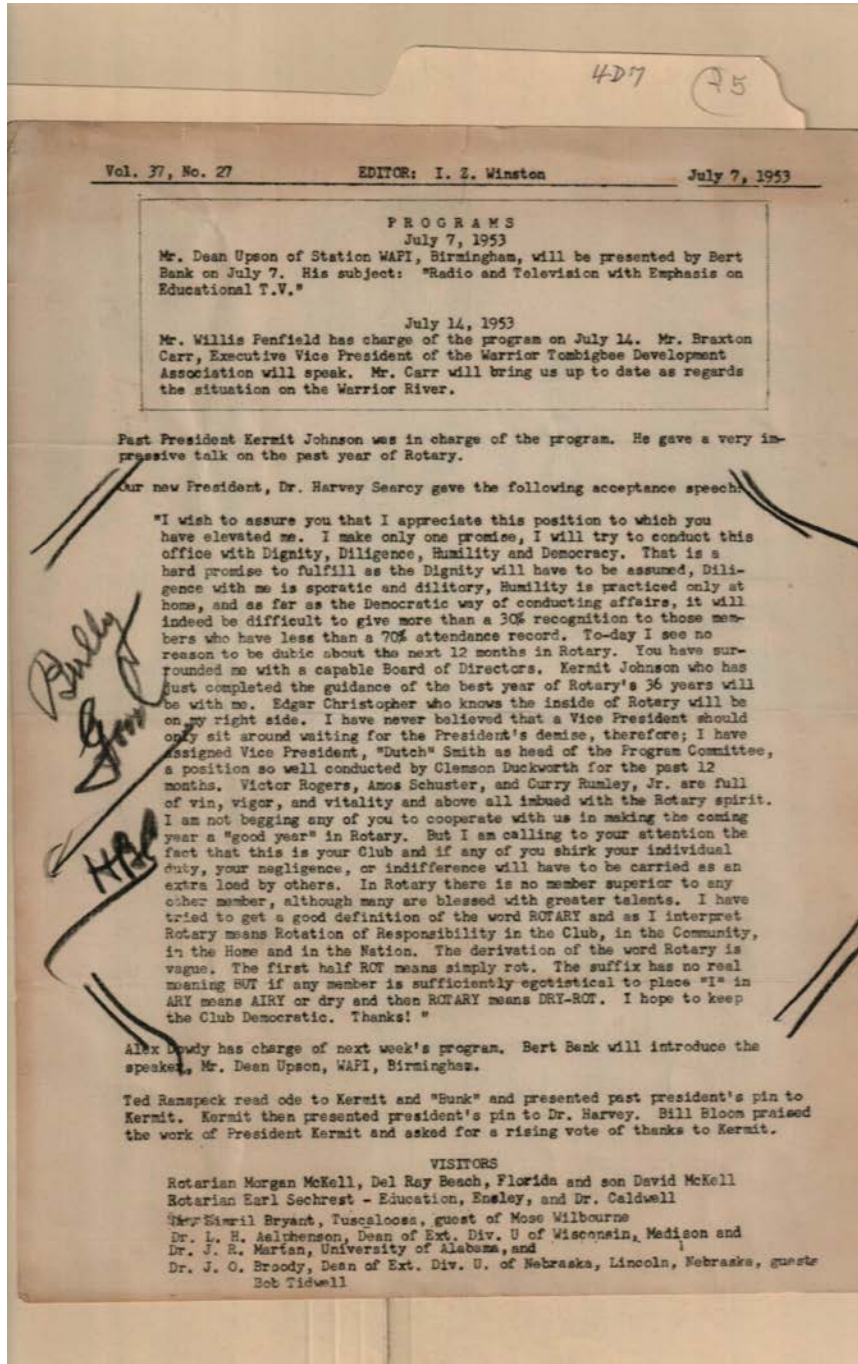 4D7
Vol. 37, No. 27 EDITOR: I. Z. Winston July 7, 1953
P R O G R A M S
July 7, 1953
Mr. Dean Upson of Station WAPI, Birmingham, will be presented by Bert
Bank on July 7. His subject: "Radio and Television with Emphasis on
Educational T.V."
July 14, 1953
Mr. Willis Penfield has charge of the program on July 14. Mr. Braxton
Carr, Executive Vice President of the Warrior Tombigbee Development
Association will speak. Mr. Carr will bring us up to date as regards
the situation on the Warrior River.
Past President Kermit Johnson was in charge of the program. He gave a very im-
pressive talk on the past year of Rotary.
Our new President, Dr. Harvey Searcy gave the following acceptance speech:
"I wish to assure you that I appreciate this position to which you
have elevated me. I make only one promise, I will try to conduct this
office with Dignity, Diligence, Humility and Democracy. That is a
hard promise to fulfill as the Dignity will have to be assumed, Dili-
gence with me is sporatic and dilitory, Humility is practiced only at
home, and as far as the Democratic way of conducting affairs, it will
indeed be difficult to give more than a 30% recognition to those mem-
bers who have less than a 70% attendance record. To-day I see no
reason to be dubic about the next 12 months in Rotary. You have sur-
rounded me with a capable Board of Directors. Kermit Johnson who has
just completed the guidance of the best year of Rotary's 36 years will
be with me. Edgar Christopher who knows the inside of Rotary will be
on my right side. I have never believed that a Vice President should
only sit around waiting for the President's demise, therefore; I have
assigned Vice President, "Dutch" Smith as head of the Program Committee,
a position so well conducted by Clemson Duckworth for the past 12
months. Victor Rogers, Amos Schuster, and Curry Rumley, Jr. are full
of vin, vigor, and vitality and above all imbued with the Rotary spirit.
I am not begging any of you to cooperate with us in making the coming
year a "good year" in Rotary. But I am calling to your attention the
fact that this is your Club and if any of you shirk your individual
duty, your negligence, or indifference will have to be carried as an
extra load by others. In Rotary there is no member superior to any
other member, although many are blessed with greater talents. I have
tried to get a good definition of the word ROTARY and as I interpret
Rotary means Rotation of Responsibility in the Club, in the Community,
in the Home and in the Nation. The derivation of the word Rotary is
vague. The first half ROT means simply rot. The suffix has no real
meaning BUT if any member is sufficiently egotistical to place "I" in
ARY means AIRY or dry and then ROTARY means DRY-ROT. I hope to keep
the Club Democratic. Thanks! "
Bully
Alex Dowdy has charge of next week's program. Bert Bank will introduce the
speaker, Mr. Dean Upson, WAPI, Birmingham.
Ted Ramspeck read ode to Kermit and "Bunk" and presented past president's pin to
Kermit. Kermit then presented president's pin to Dr. Harvey. Bill Bloom praised
the work of President Kermit and asked for a rising vote of thanks to Kermit.
VISITORS
Rotarian Morgan McKell, Del Ray Beach, Florida and son David McKell
Rotarian Earl Sechrest - Education, Ensley, and Dr. Caldwell
Bryant, Tuscaloosa, guest of Mose Wilbourne
Dr. L. H. Aalphenson, Dean of Ext. Div. U of Wisconsin, Madison and
Dr. J. R. Martan, University of Alabama, and
Dr. J. O. Broody, Dean of Ext. Div. U. of Nebraska, Lincoln, Nebraska, guests
Bob Tidwell